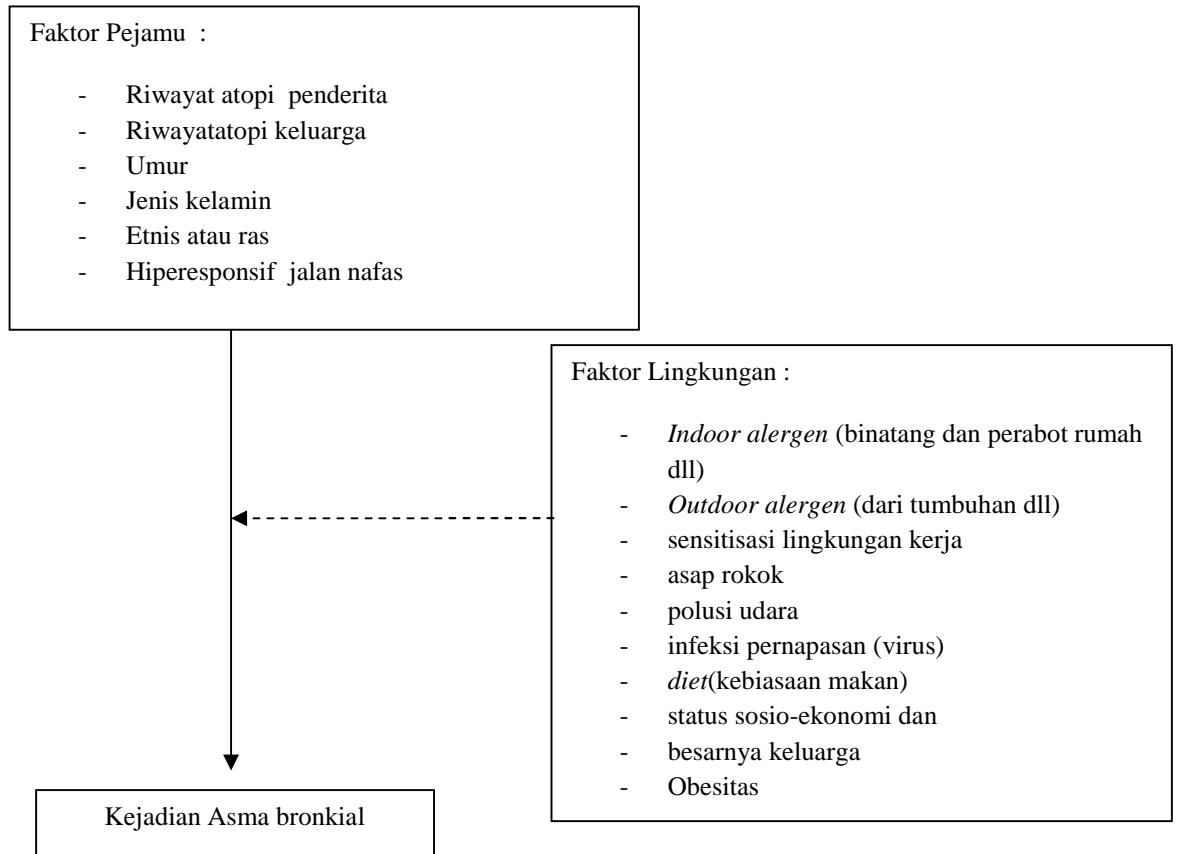 Faktor Pejamu :
- Riwayat atopi penderita
- Riwayatatopi keluarga
- Umur
- Jenis kelamin
- Etnis atau ras
- Hiperesponsif jalan nafas
Faktor Lingkungan :
- Indoor alergen (binatang dan perabot rumah
dll)
- Outdoor alergen (dari tumbuhan dll)
- sensitisasi lingkungan kerja
- asap rokok
- polusi udara
- infeksi pernapasan (virus)
- diet(kebiasaan makan)
- status sosio-ekonomi dan
- besarnya keluarga
- Obesitas
Kejadian Asma bronkial